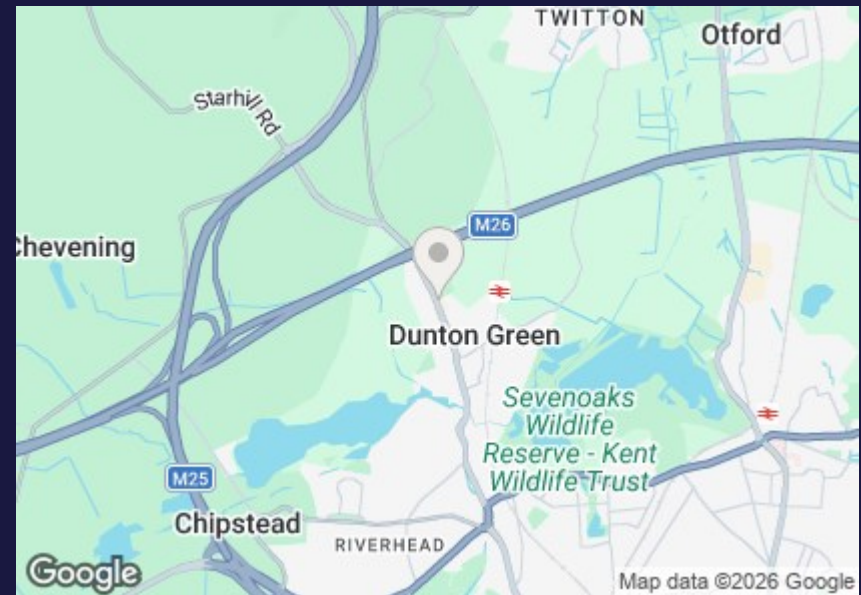 TWITTON
Otford
Starhill Rd
M26
Chevening
Dunton Green
Sevenoaks
Wildlife
Reserve - Kent
Wildlife Trust
M25
Chipstead
RIVERHEAD
Google
Map data ©2026 Google